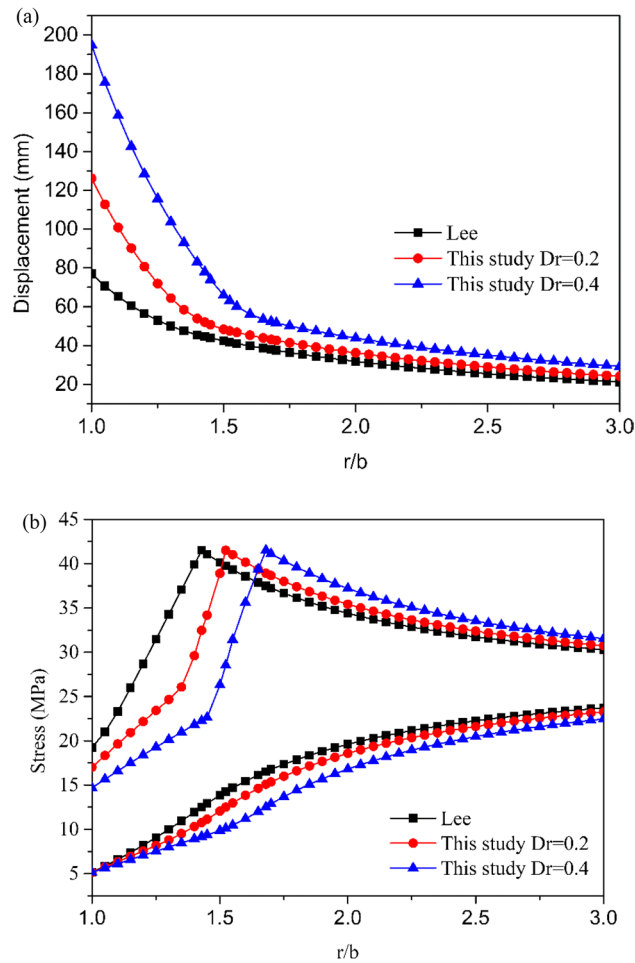 (a)
200
180
160
140
120
100
80
60
40
20
Displacement (mm)
Lee
This study Dr=0.2
This study Dr=0.4
1.0 1.5 2.0 2.5 3.0
r/b
(b)
45
40
35
30
25
20
15
10
5
Stress (MPa)
Lee
This study Dr=0.2
This study Dr=0.4
1.0 1.5 2.0 2.5 3.0
r/b